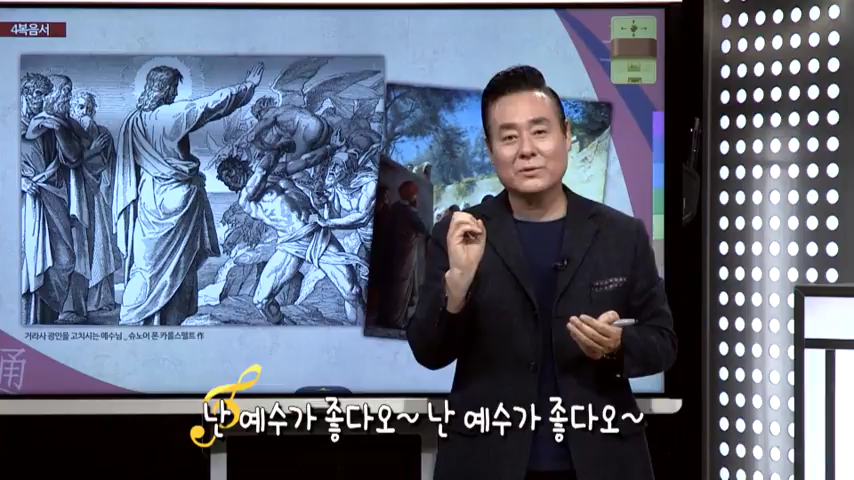 4복음서
거라사 광인을 고치시는 예수님 _ 슈노어 폰 카롤스펠트 作
通
난 예수가 좋다오~ 난 예수가 좋다오~